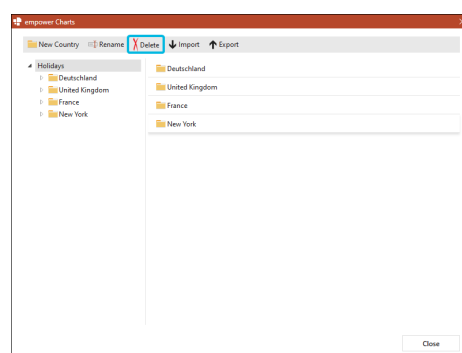 empower Charts
New Country Rename Delete Import Export
Holidays
Deutschland
United Kingdom
France
New York
Deutschland
United Kingdom
France
New York
Close